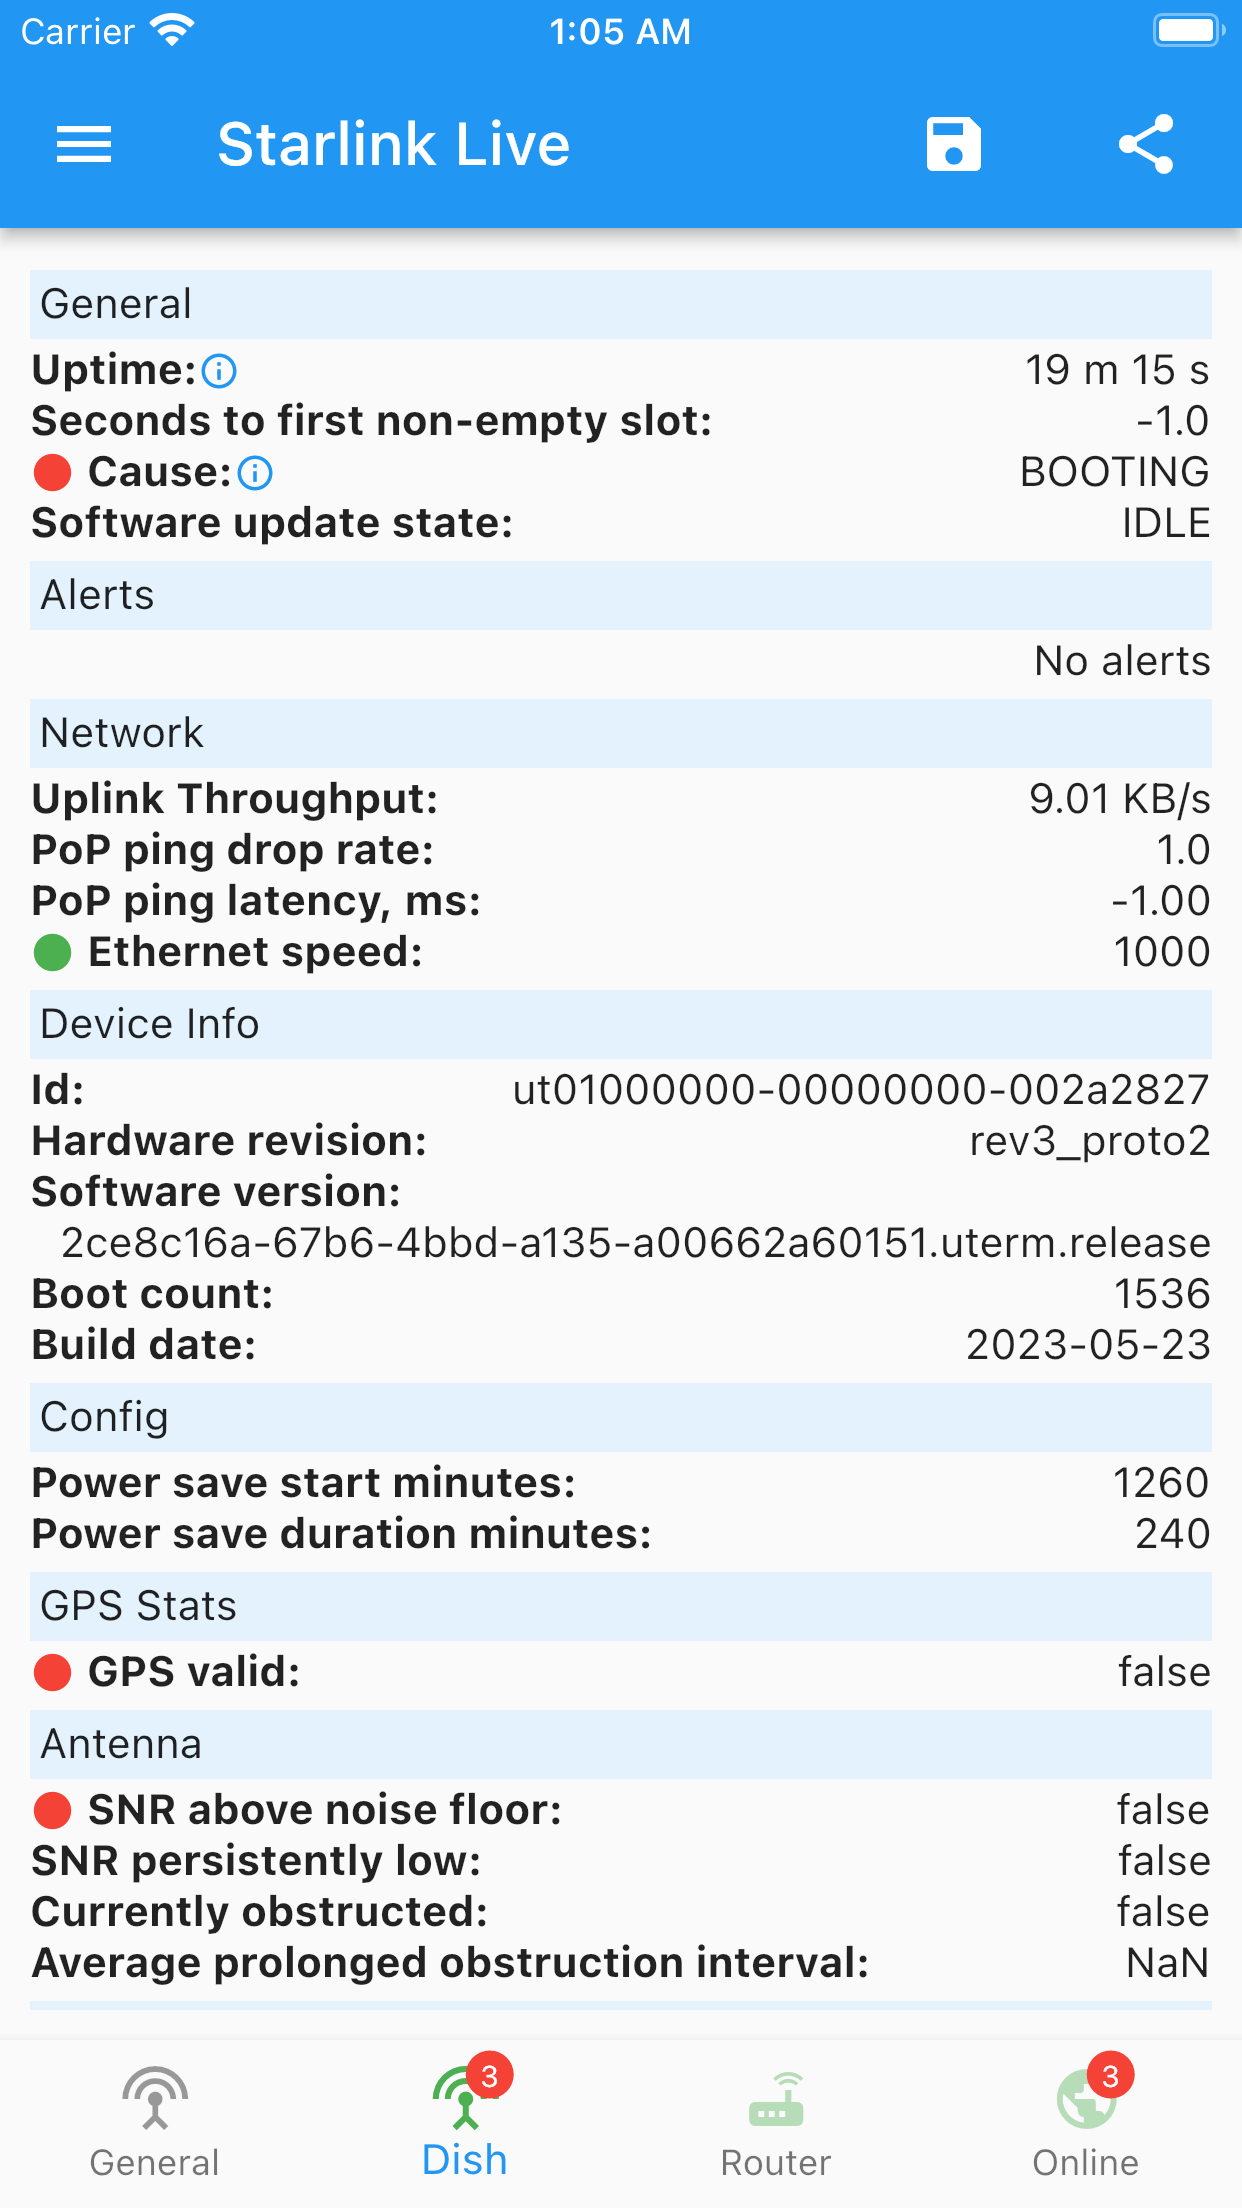 Carrier 1:05 AM
Starlink Live
General
Uptime: 19 m 15 s
Seconds to first non-empty slot: -1.0
Cause: BOOTING
Software update state: IDLE
Alerts
No alerts
Network
Uplink Throughput: 9.01 KB/s
PoP ping drop rate: 1.0
PoP ping latency, ms: -1.00
Ethernet speed: 1000
Device Info
Id: ut01000000-00000000-002a2827
Hardware revision: rev3_proto2
Software version:
2ce8c16a-67b6-4bbd-a135-a00662a60151.uterm.release
Boot count: 1536
Build date: 2023-05-23
Config
Power save start minutes: 1260
Power save duration minutes: 240
GPS Stats
GPS valid: false
Antenna
SNR above noise floor: false
SNR persistently low: false
Currently obstructed: false
Average prolonged obstruction interval: NaN
3 3
General Dish Router Online